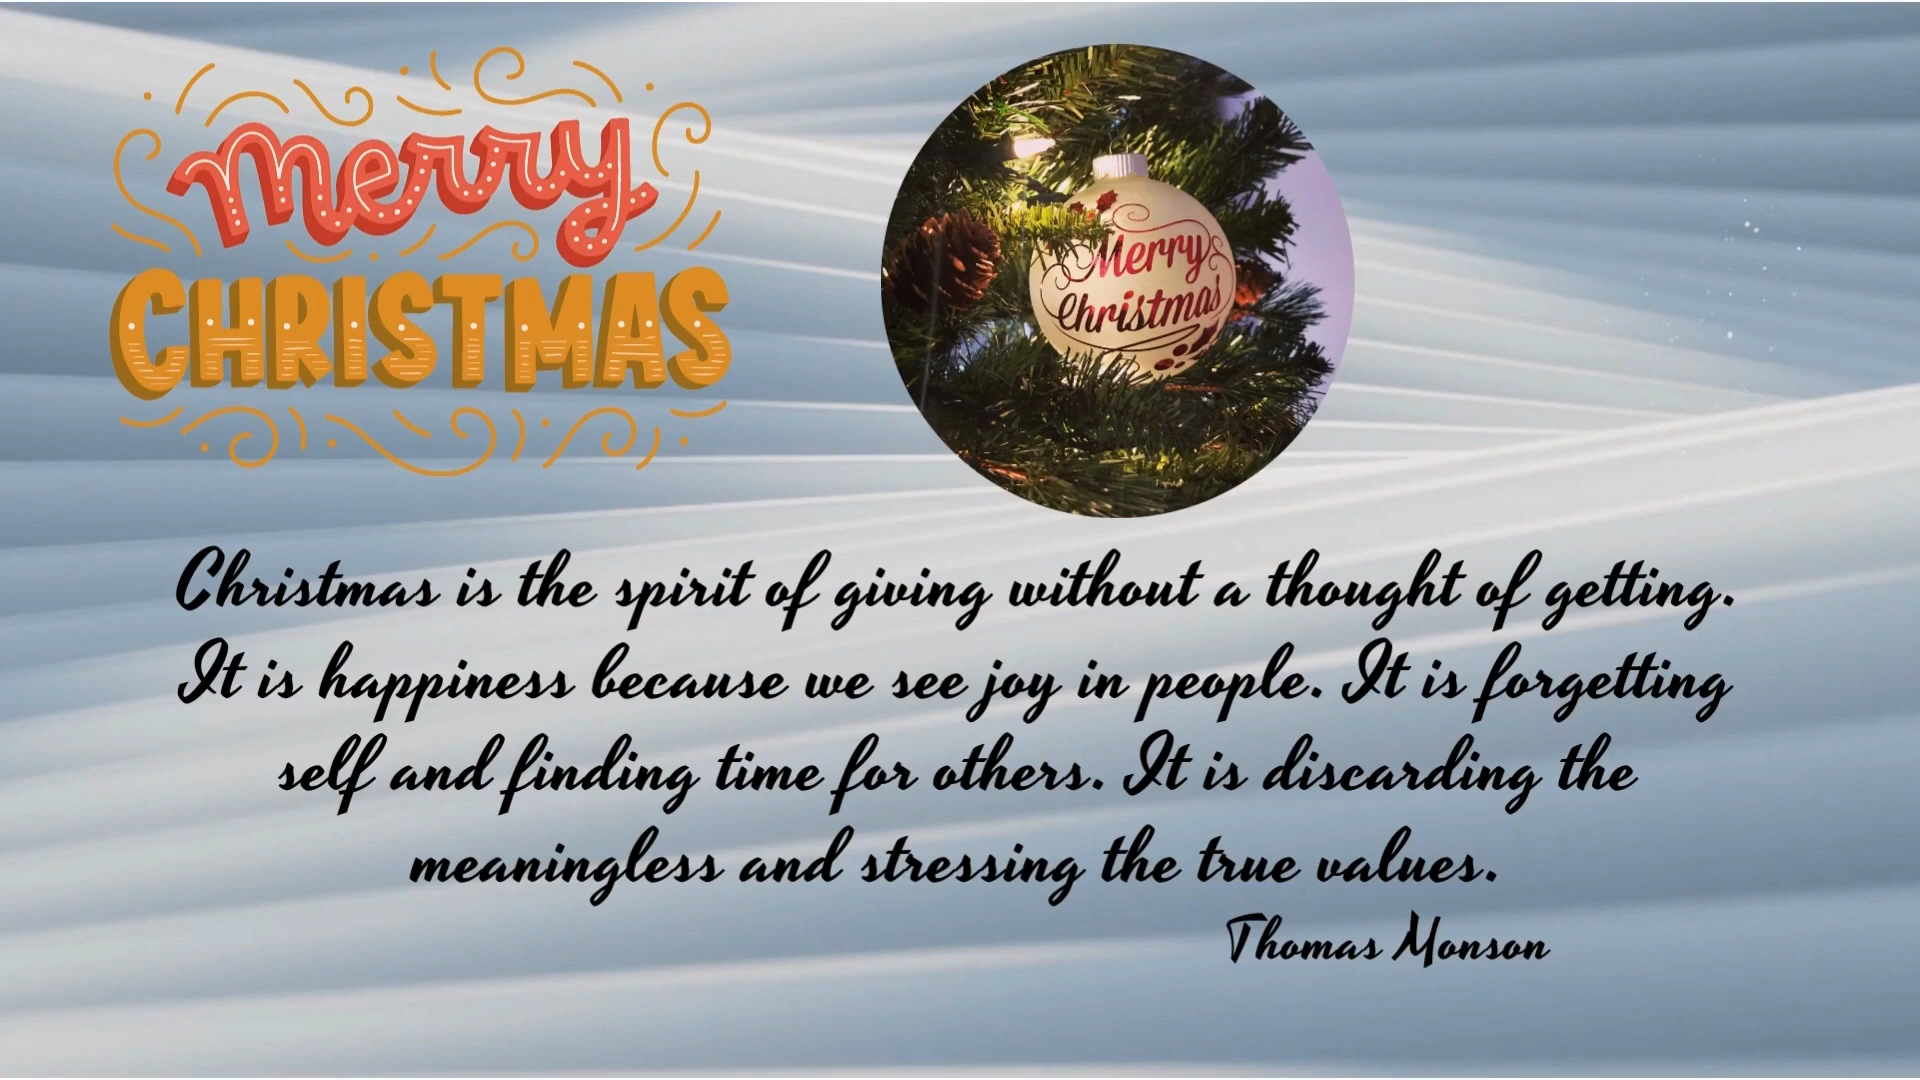 Merry
CHRISTMAS
Merry
Christmas
Christmas is the spirit of giving without a thought of getting.
It is happiness because we see joy in people. It is forgetting
self and finding time for others. It is discarding the
meaningless and stressing the true values.
Thomas Monson